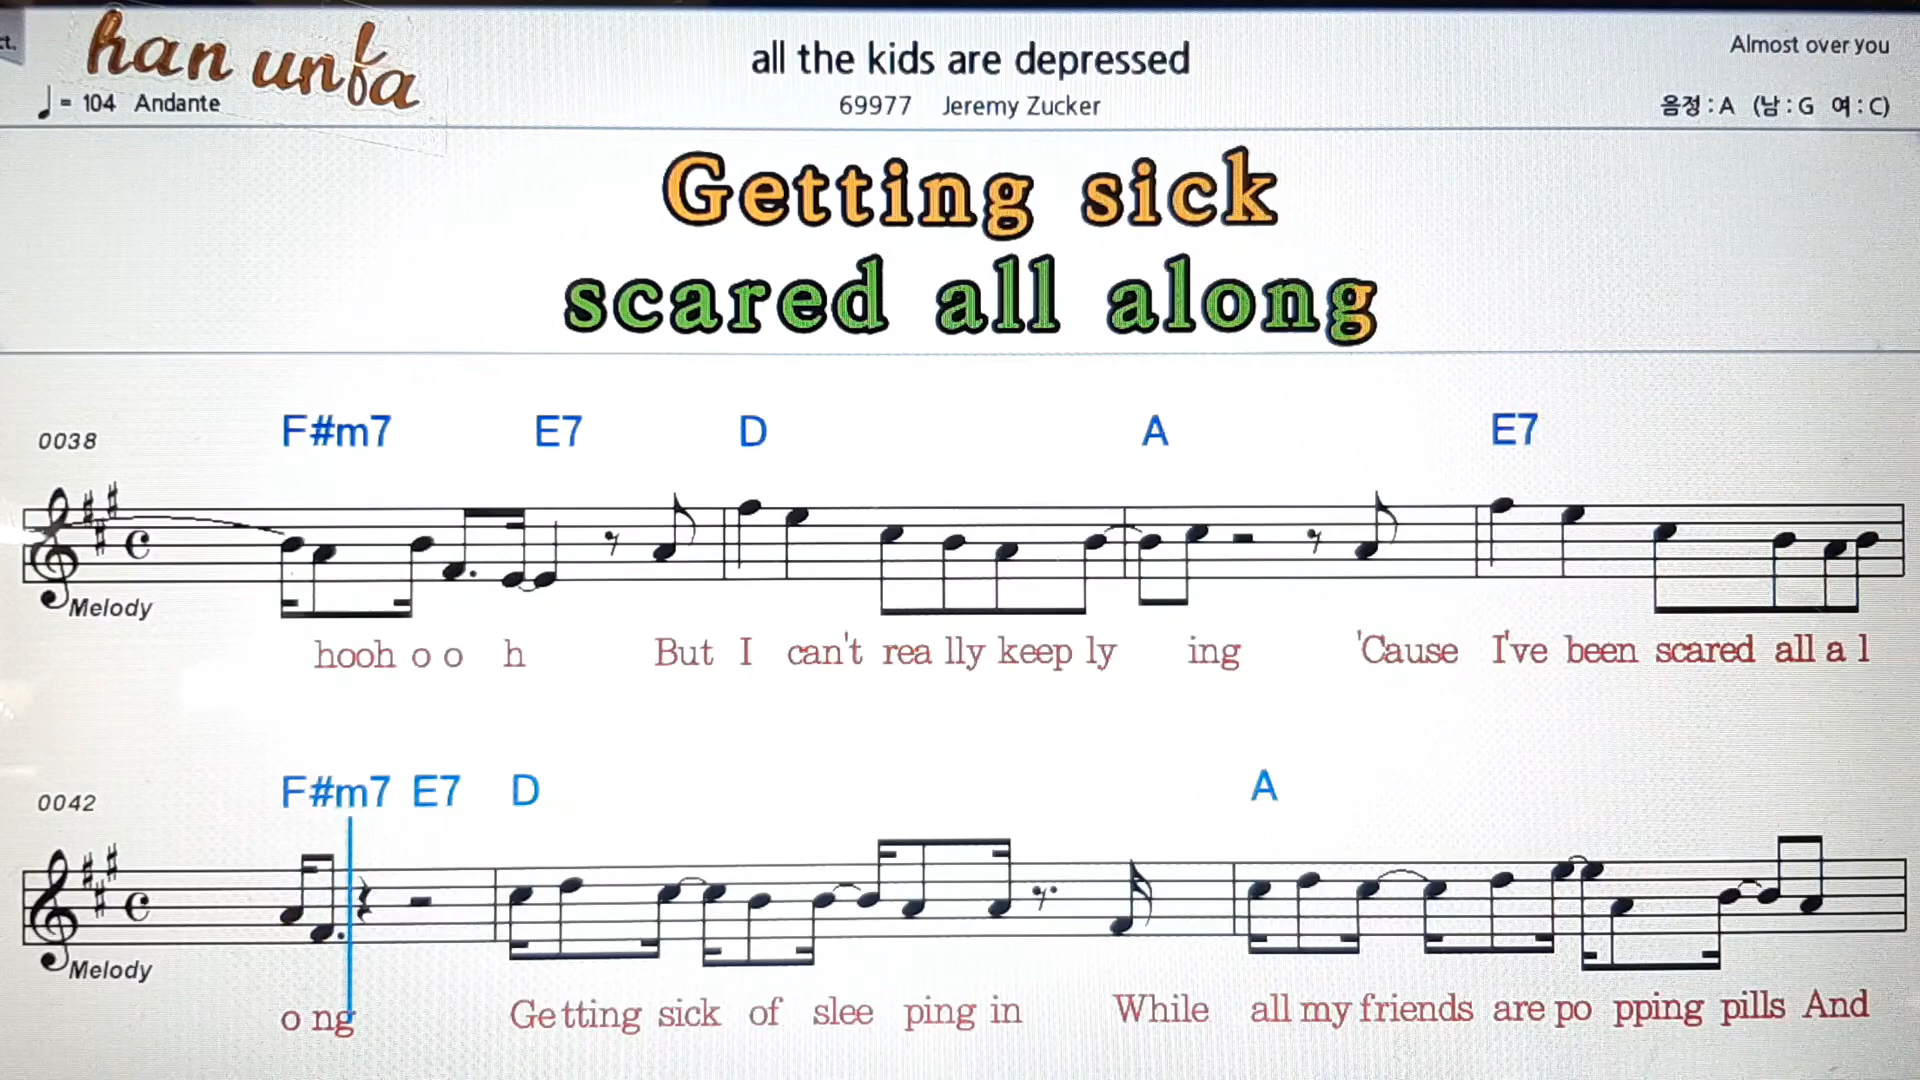 ct.
han unfa
all the kids are depressed
Almost over you
♩ = 104 Andante
69977 Jeremy Zucker
음정 : A (남 : G 여 : C)
Getting sick
scared all along
0038 F#m7 E7 D A E7
Melody
hooh o o h But I can't rea lly keep ly ing 'Cause I've been scared all a l
0042 F#m7 E7 D A
Melody
o ng Ge tting sick of slee ping in While all my friends are po pping pills And